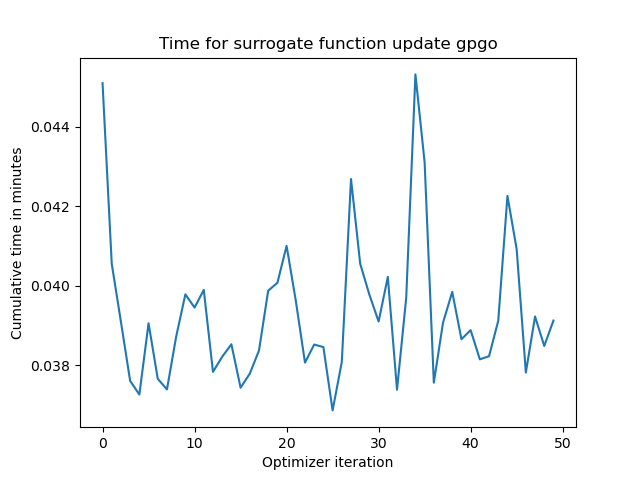 Time for surrogate function update gpgo
Cumulative time in minutes
0.044
0.042
0.040
0.038
0 10 20 30 40 50
Optimizer iteration